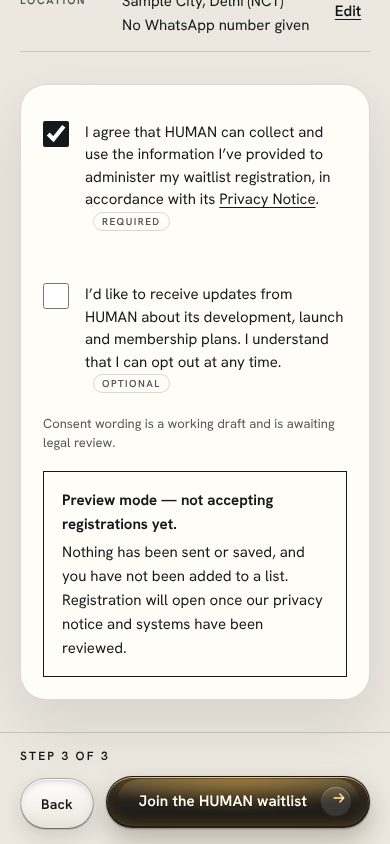 LOCATION
Sample City, Delhi (NCT)
No WhatsApp number given
Edit
I agree that HUMAN can collect and
use the information I’ve provided to
administer my waitlist registration, in
accordance with its Privacy Notice.
REQUIRED
I’d like to receive updates from
HUMAN about its development, launch
and membership plans. I understand
that I can opt out at any time.
OPTIONAL
Consent wording is a working draft and is awaiting
legal review.
Preview mode — not accepting
registrations yet.
Nothing has been sent or saved, and
you have not been added to a list.
Registration will open once our privacy
notice and systems have been
reviewed.
STEP 3 OF 3
Back
Join the HUMAN waitlist →